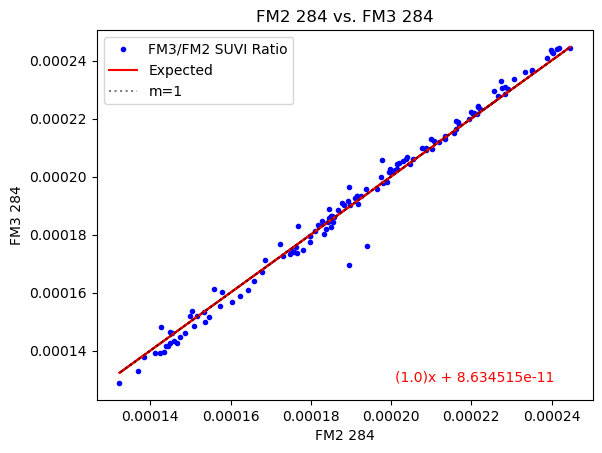 FM2 284 vs. FM3 284
FM3/FM2 SUVI Ratio
Expected
m=1
0.00024
0.00022
0.00020
0.00018
0.00016
0.00014
FM3 284
(1.0)x + 8.634515e-11
0.00014 0.00016 0.00018 0.00020 0.00022 0.00024
FM2 284